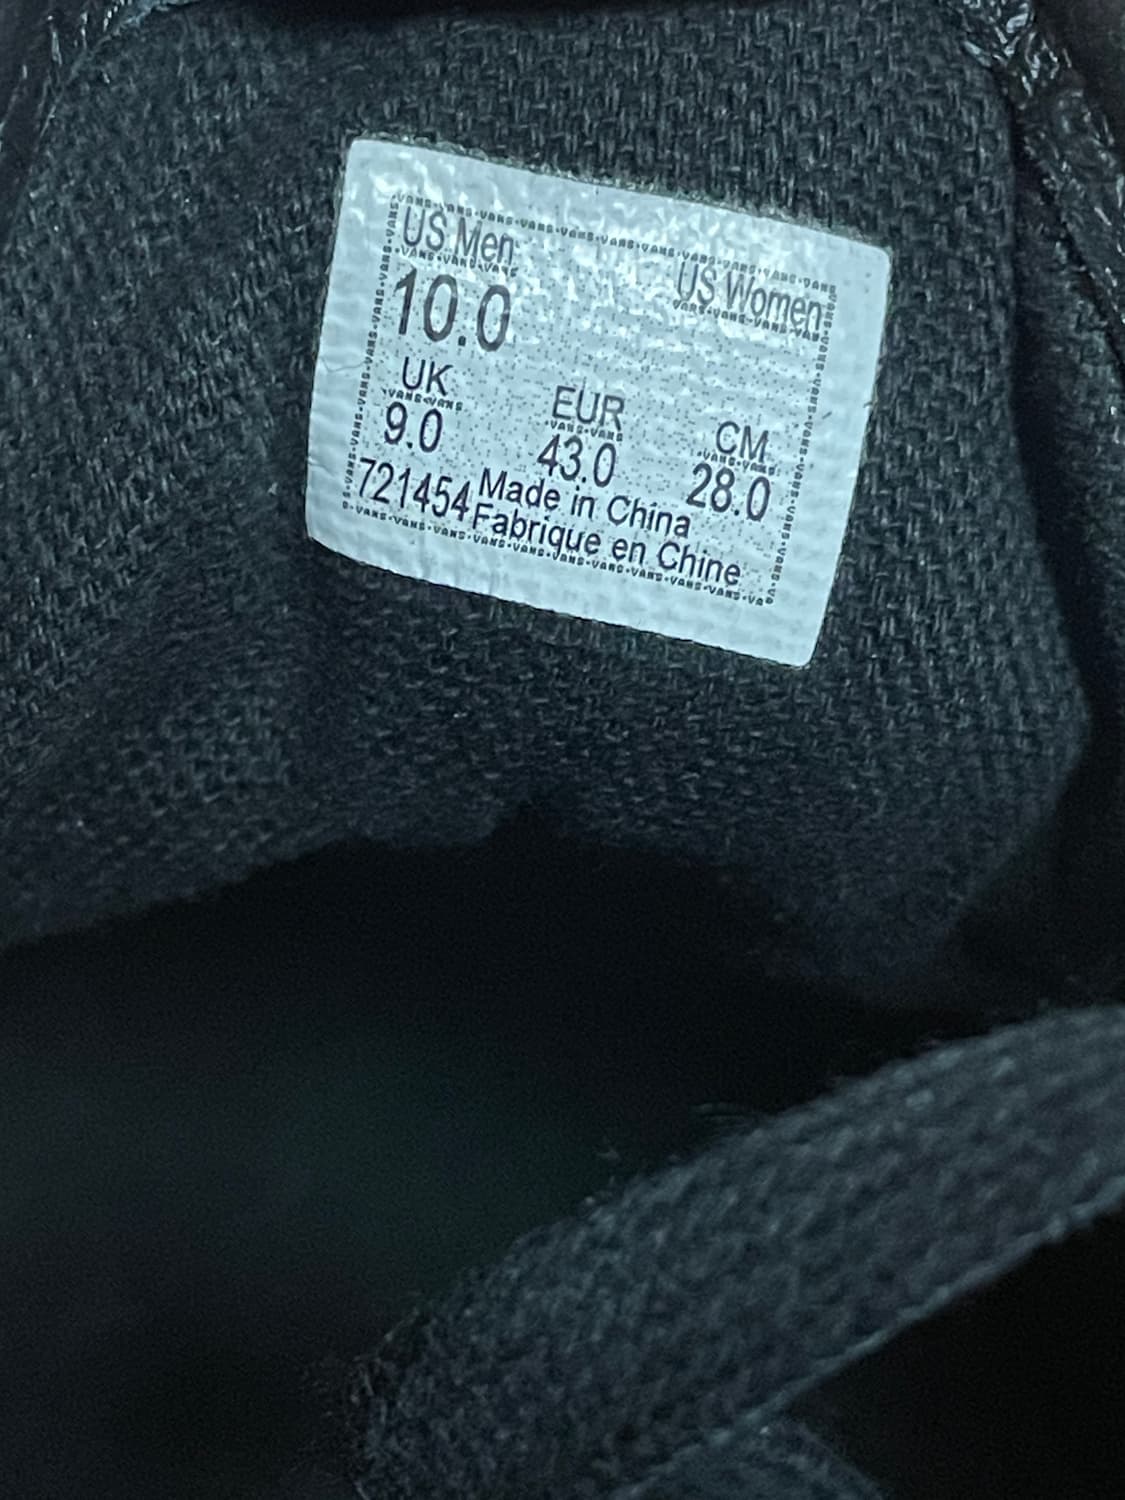 US Men US Women
10.0
UK EUR CM
9.0 43.0 28.0
721454 Made in China
Fabrique en Chine